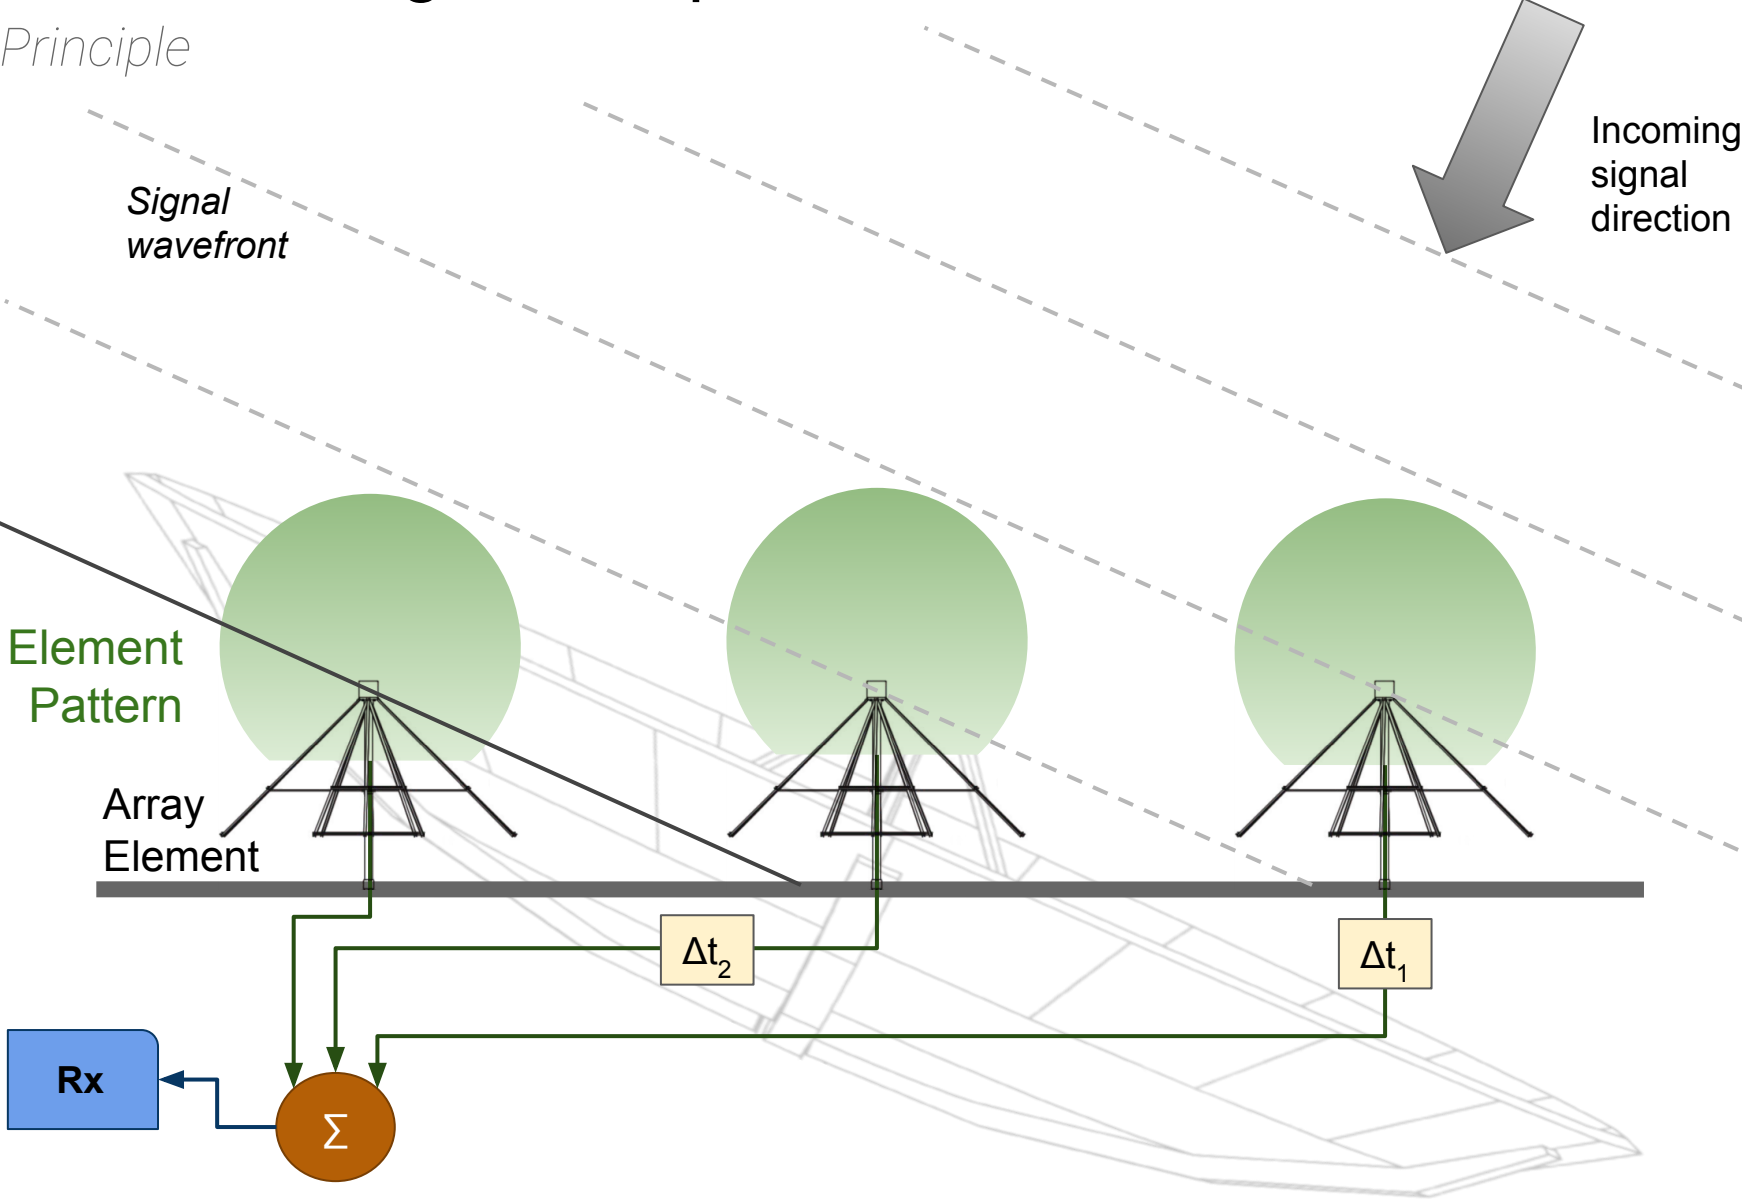 Principle
Incoming
signal
direction
Signal
wavefront
Element
Pattern
Array
Element
Δt2
Δt1
Rx
Σ